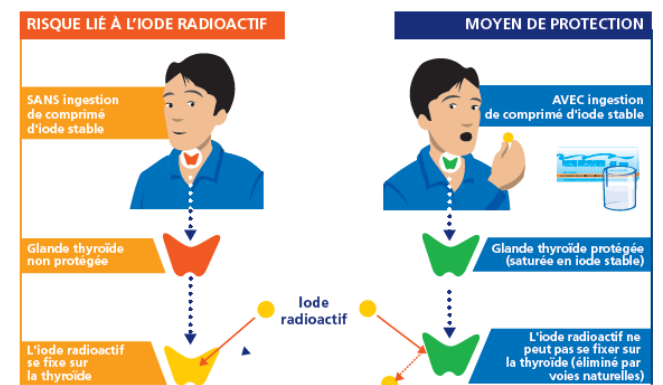 RISQUE LIÉ À L'IODE RADIOACTIF
SANS ingestion
de comprimé
d'iode stable
Glande thyroïde
non protégée
L'iode radioactif
se fixe sur
la thyroïde
Iode
radioactif
MOYEN DE PROTECTION
AVEC ingestion
de comprimé d'iode stable
Glande thyroïde protégée
(saturée en iode stable)
L'iode radioactif ne
peut pas se fixer sur
la thyroïde (éliminé par
voies naturelles)